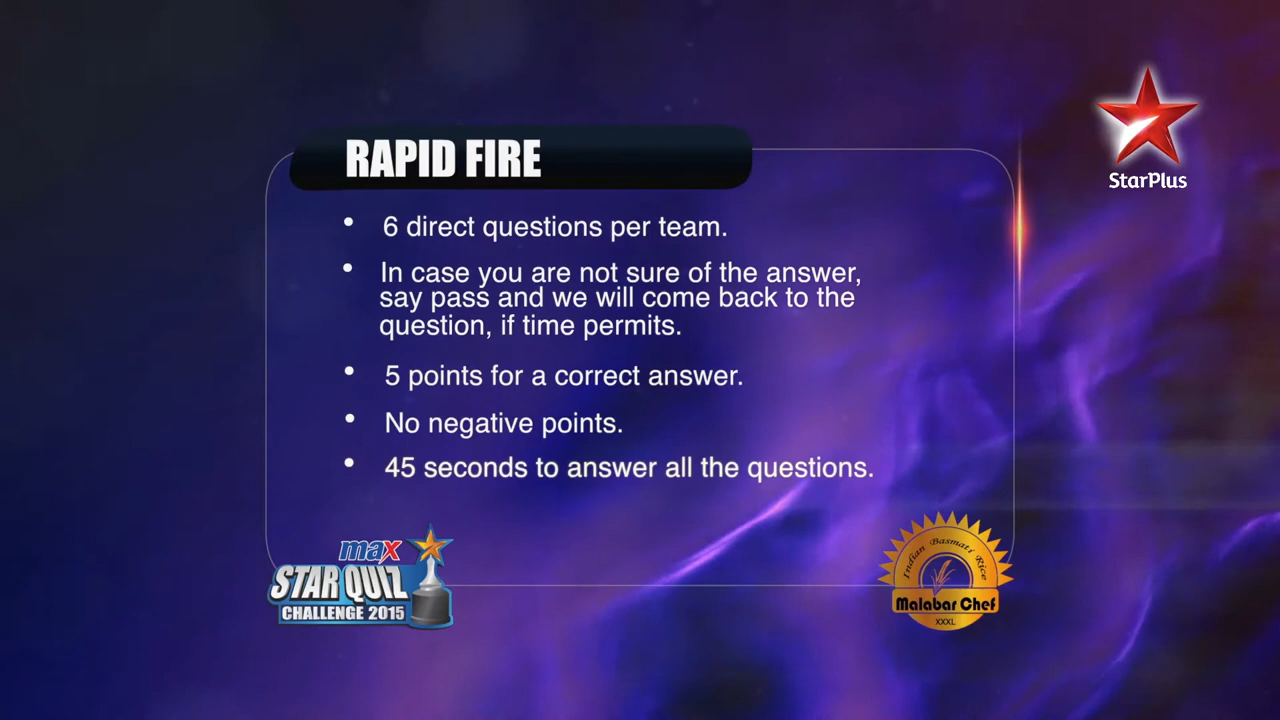 RAPID FIRE
StarPlus
• 6 direct questions per team.
• In case you are not sure of the answer,
say pass and we will come back to the
question, if time permits.
• 5 points for a correct answer.
• No negative points.
• 45 seconds to answer all the questions.
max
STAR QUIZ
CHALLENGE 2015
Indian Basmati Rice
Malabar Chef
XXXL